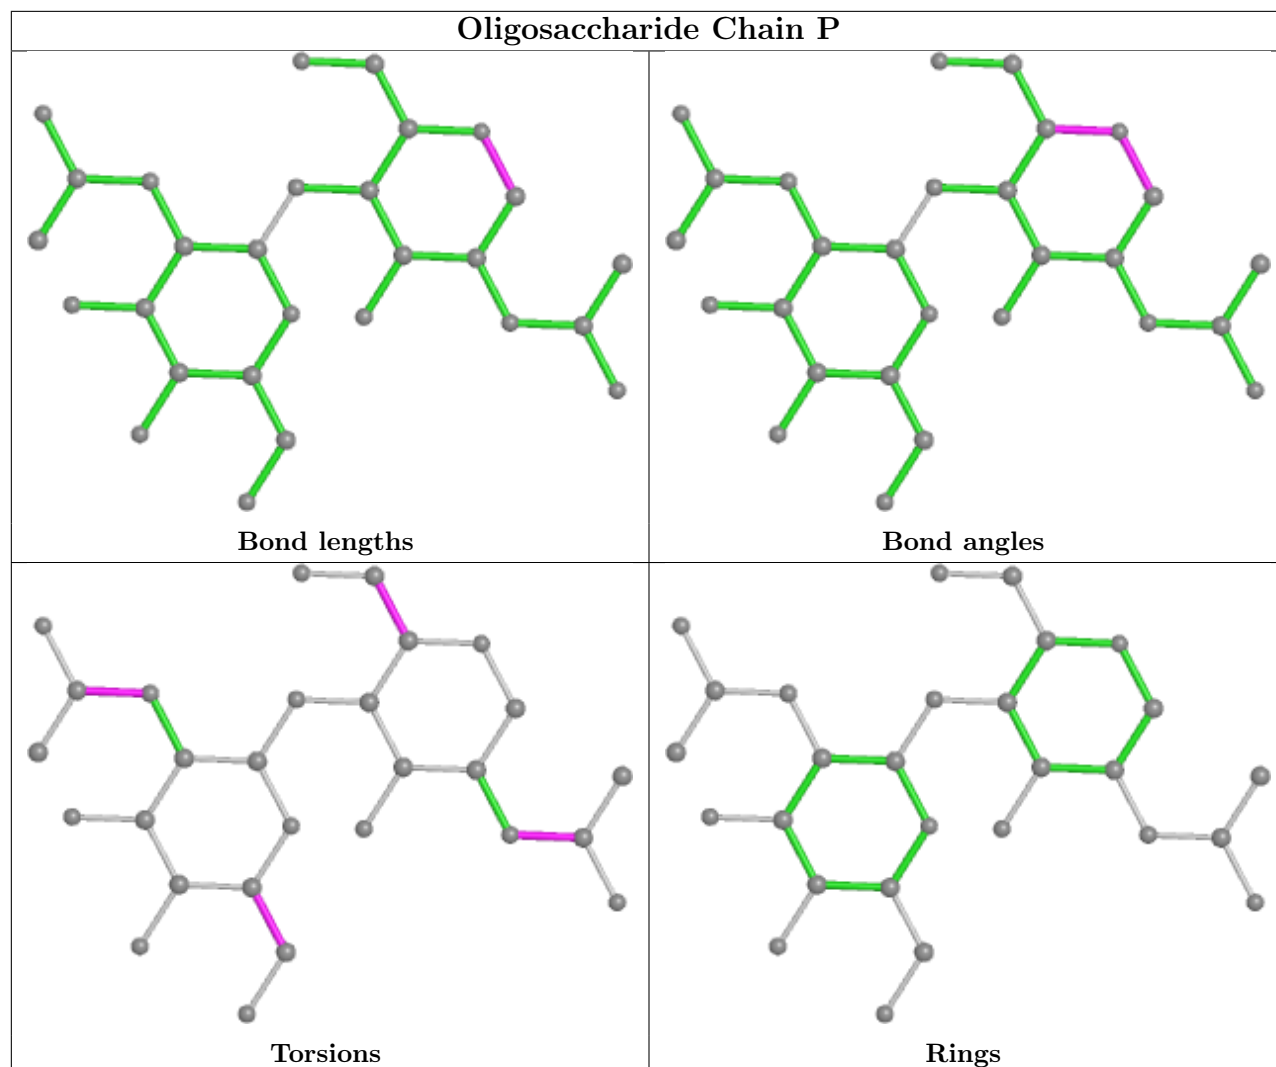 Oligosaccharide Chain P
Bond lengths
Bond angles
Torsions
Rings